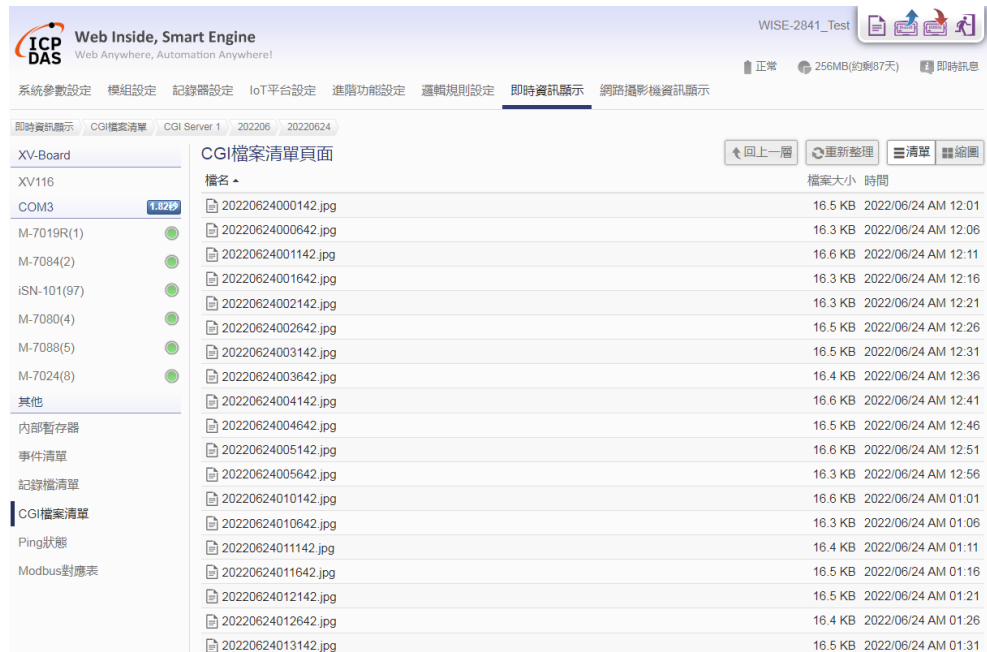 ICP DAS
Web Inside, Smart Engine
Web Anywhere, Automation Anywhere!
WISE-2841_Test
正常 256MB(約剩87天) 即時訊息
系統參數設定 模組設定 記錄器設定 IoT平台設定 進階功能設定 邏輯規則設定 即時資訊顯示 網路攝影機資訊顯示
即時資訊顯示 CGI檔案清單 CGI Server 1 202206 20220624
XV-Board
XV116
COM3 1.82秒
M-7019R(1)
M-7084(2)
iSN-101(97)
M-7080(4)
M-7088(5)
M-7024(8)
其他
內部暫存器
事件清單
記錄檔清單
CGI檔案清單
Ping狀態
Modbus對應表
CGI檔案清單頁面
回上一層 重新整理 清單 縮圖
檔名 檔案大小 時間
20220624000142.jpg 16.5 KB 2022/06/24 AM 12:01
20220624000642.jpg 16.3 KB 2022/06/24 AM 12:06
20220624001142.jpg 16.6 KB 2022/06/24 AM 12:11
20220624001642.jpg 16.3 KB 2022/06/24 AM 12:16
20220624002142.jpg 16.3 KB 2022/06/24 AM 12:21
20220624002642.jpg 16.5 KB 2022/06/24 AM 12:26
20220624003142.jpg 16.5 KB 2022/06/24 AM 12:31
20220624003642.jpg 16.4 KB 2022/06/24 AM 12:36
20220624004142.jpg 16.6 KB 2022/06/24 AM 12:41
20220624004642.jpg 16.5 KB 2022/06/24 AM 12:46
20220624005142.jpg 16.6 KB 2022/06/24 AM 12:51
20220624005642.jpg 16.3 KB 2022/06/24 AM 12:56
20220624010142.jpg 16.6 KB 2022/06/24 AM 01:01
20220624010642.jpg 16.3 KB 2022/06/24 AM 01:06
20220624011142.jpg 16.4 KB 2022/06/24 AM 01:11
20220624011642.jpg 16.5 KB 2022/06/24 AM 01:16
20220624012142.jpg 16.5 KB 2022/06/24 AM 01:21
20220624012642.jpg 16.4 KB 2022/06/24 AM 01:26
20220624013142.jpg 16.5 KB 2022/06/24 AM 01:31